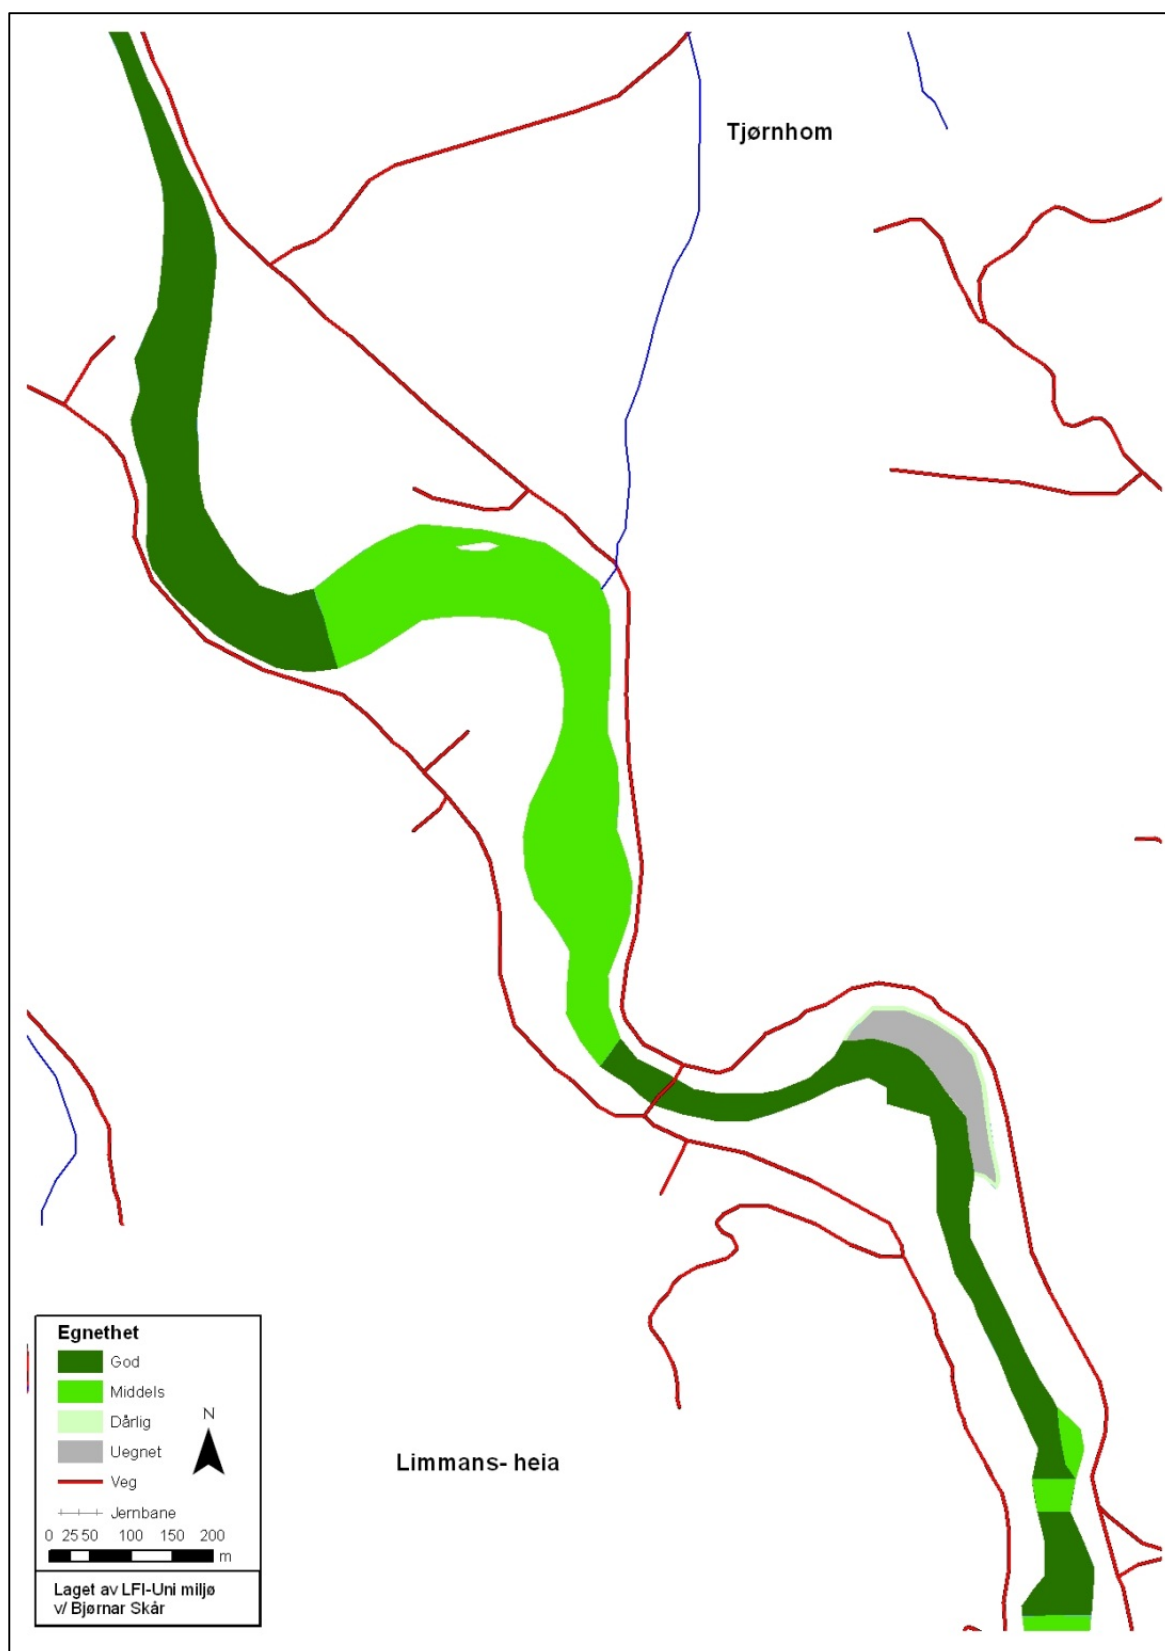 Tjørnhom
Limmans- heia
Egnethet
God
Middels
Dårlig
Uegnet
Veg
Jernbane
N
0 25 50 100 150 200
m
Laget av LFI-Uni miljø
v/ Bjørnar Skår